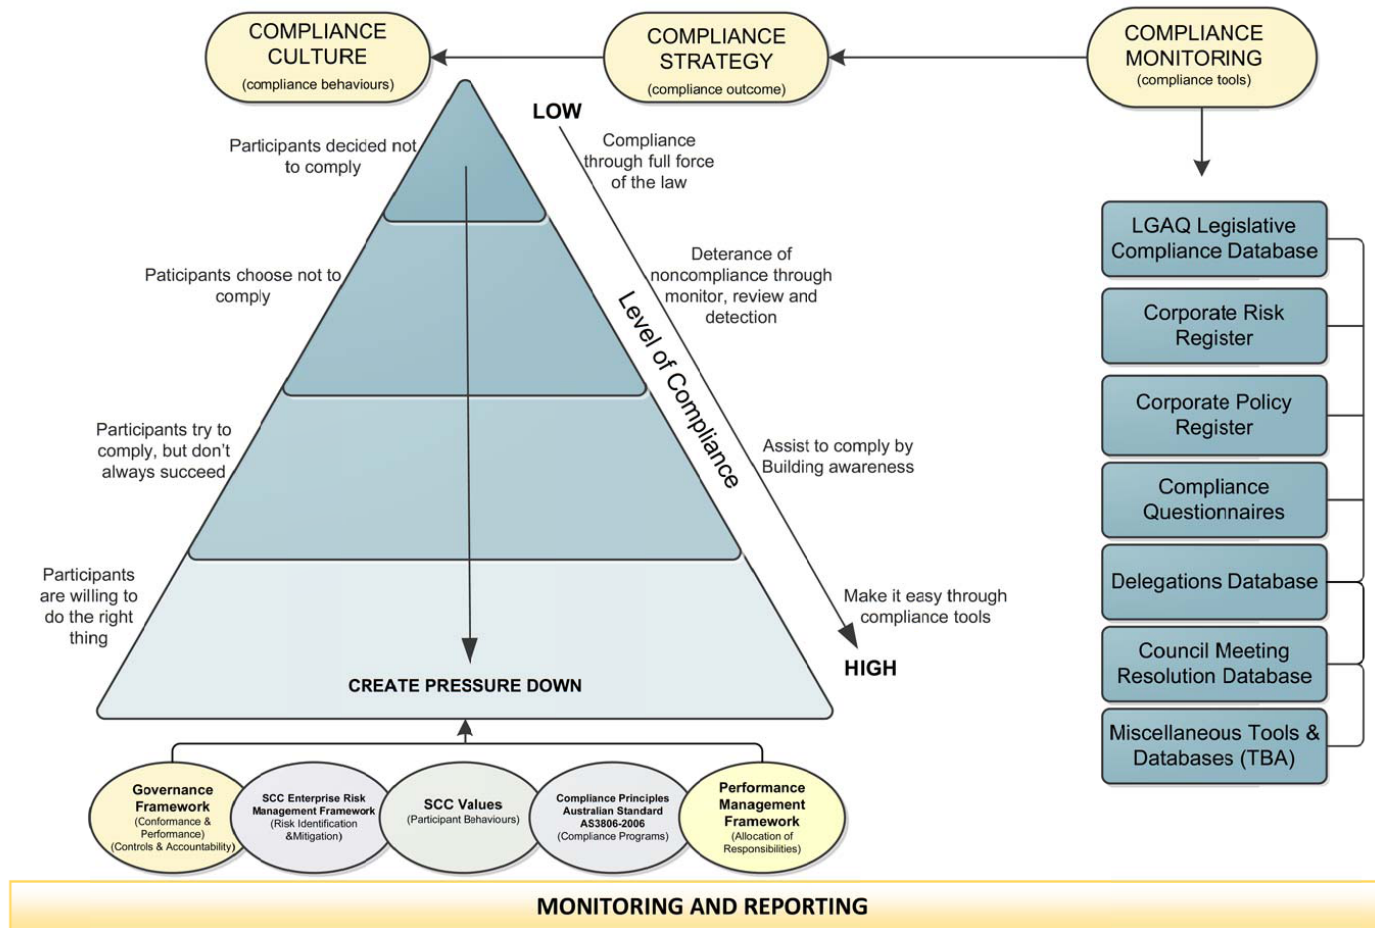 COMPLIANCE
CULTURE
(compliance behaviours)
COMPLIANCE
STRATEGY
(compliance outcome)
COMPLIANCE
MONITORING
(compliance tools)
LOW
Participants decided not
to comply
Compliance
through full force
of the law
Paticipants choose not to
comply
Deterance of
noncompliance through
monitor, review and
detection
Level of Compliance
Participants try to
comply, but don't
always succeed
Assist to comply by
Building awareness
Participants
are willing to
do the right
thing
Make it easy through
compliance tools
HIGH
CREATE PRESSURE DOWN
LGAQ Legislative
Compliance Database
Corporate Risk
Register
Corporate Policy
Register
Compliance
Questionnaires
Delegations Database
Council Meeting
Resolution Database
Miscellaneous Tools &
Databases (TBA)
Governance
Framework
(Conformance &
Performance)
(Controls & Accountability)
SCC Enterprise Risk
Management Framework
(Risk Identification
&Mitigation)
SCC Values
(Participant Behaviours)
Compliance Principles
Australian Standard
AS3806-2006
(Compliance Programs)
Performance
Management
Framework
(Allocation of
Responsibilities)
MONITORING AND REPORTING